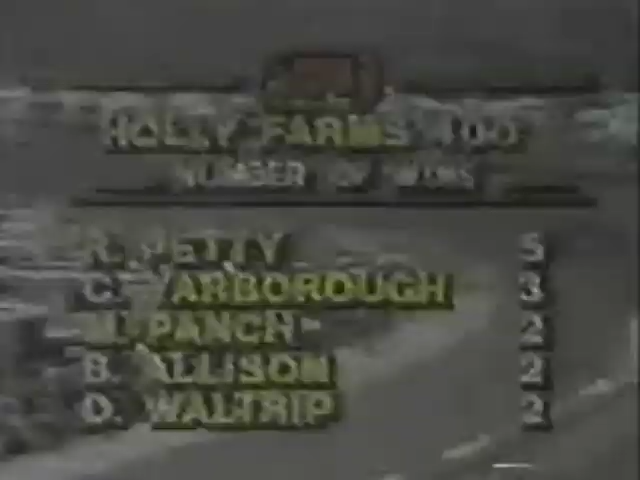 HOLLY FARMS 400
NUMBER OF WINS
R. PETTY 5
C. YARBOROUGH 3
M. PANCH 2
B. ALLISON 2
D. WALTRIP 2